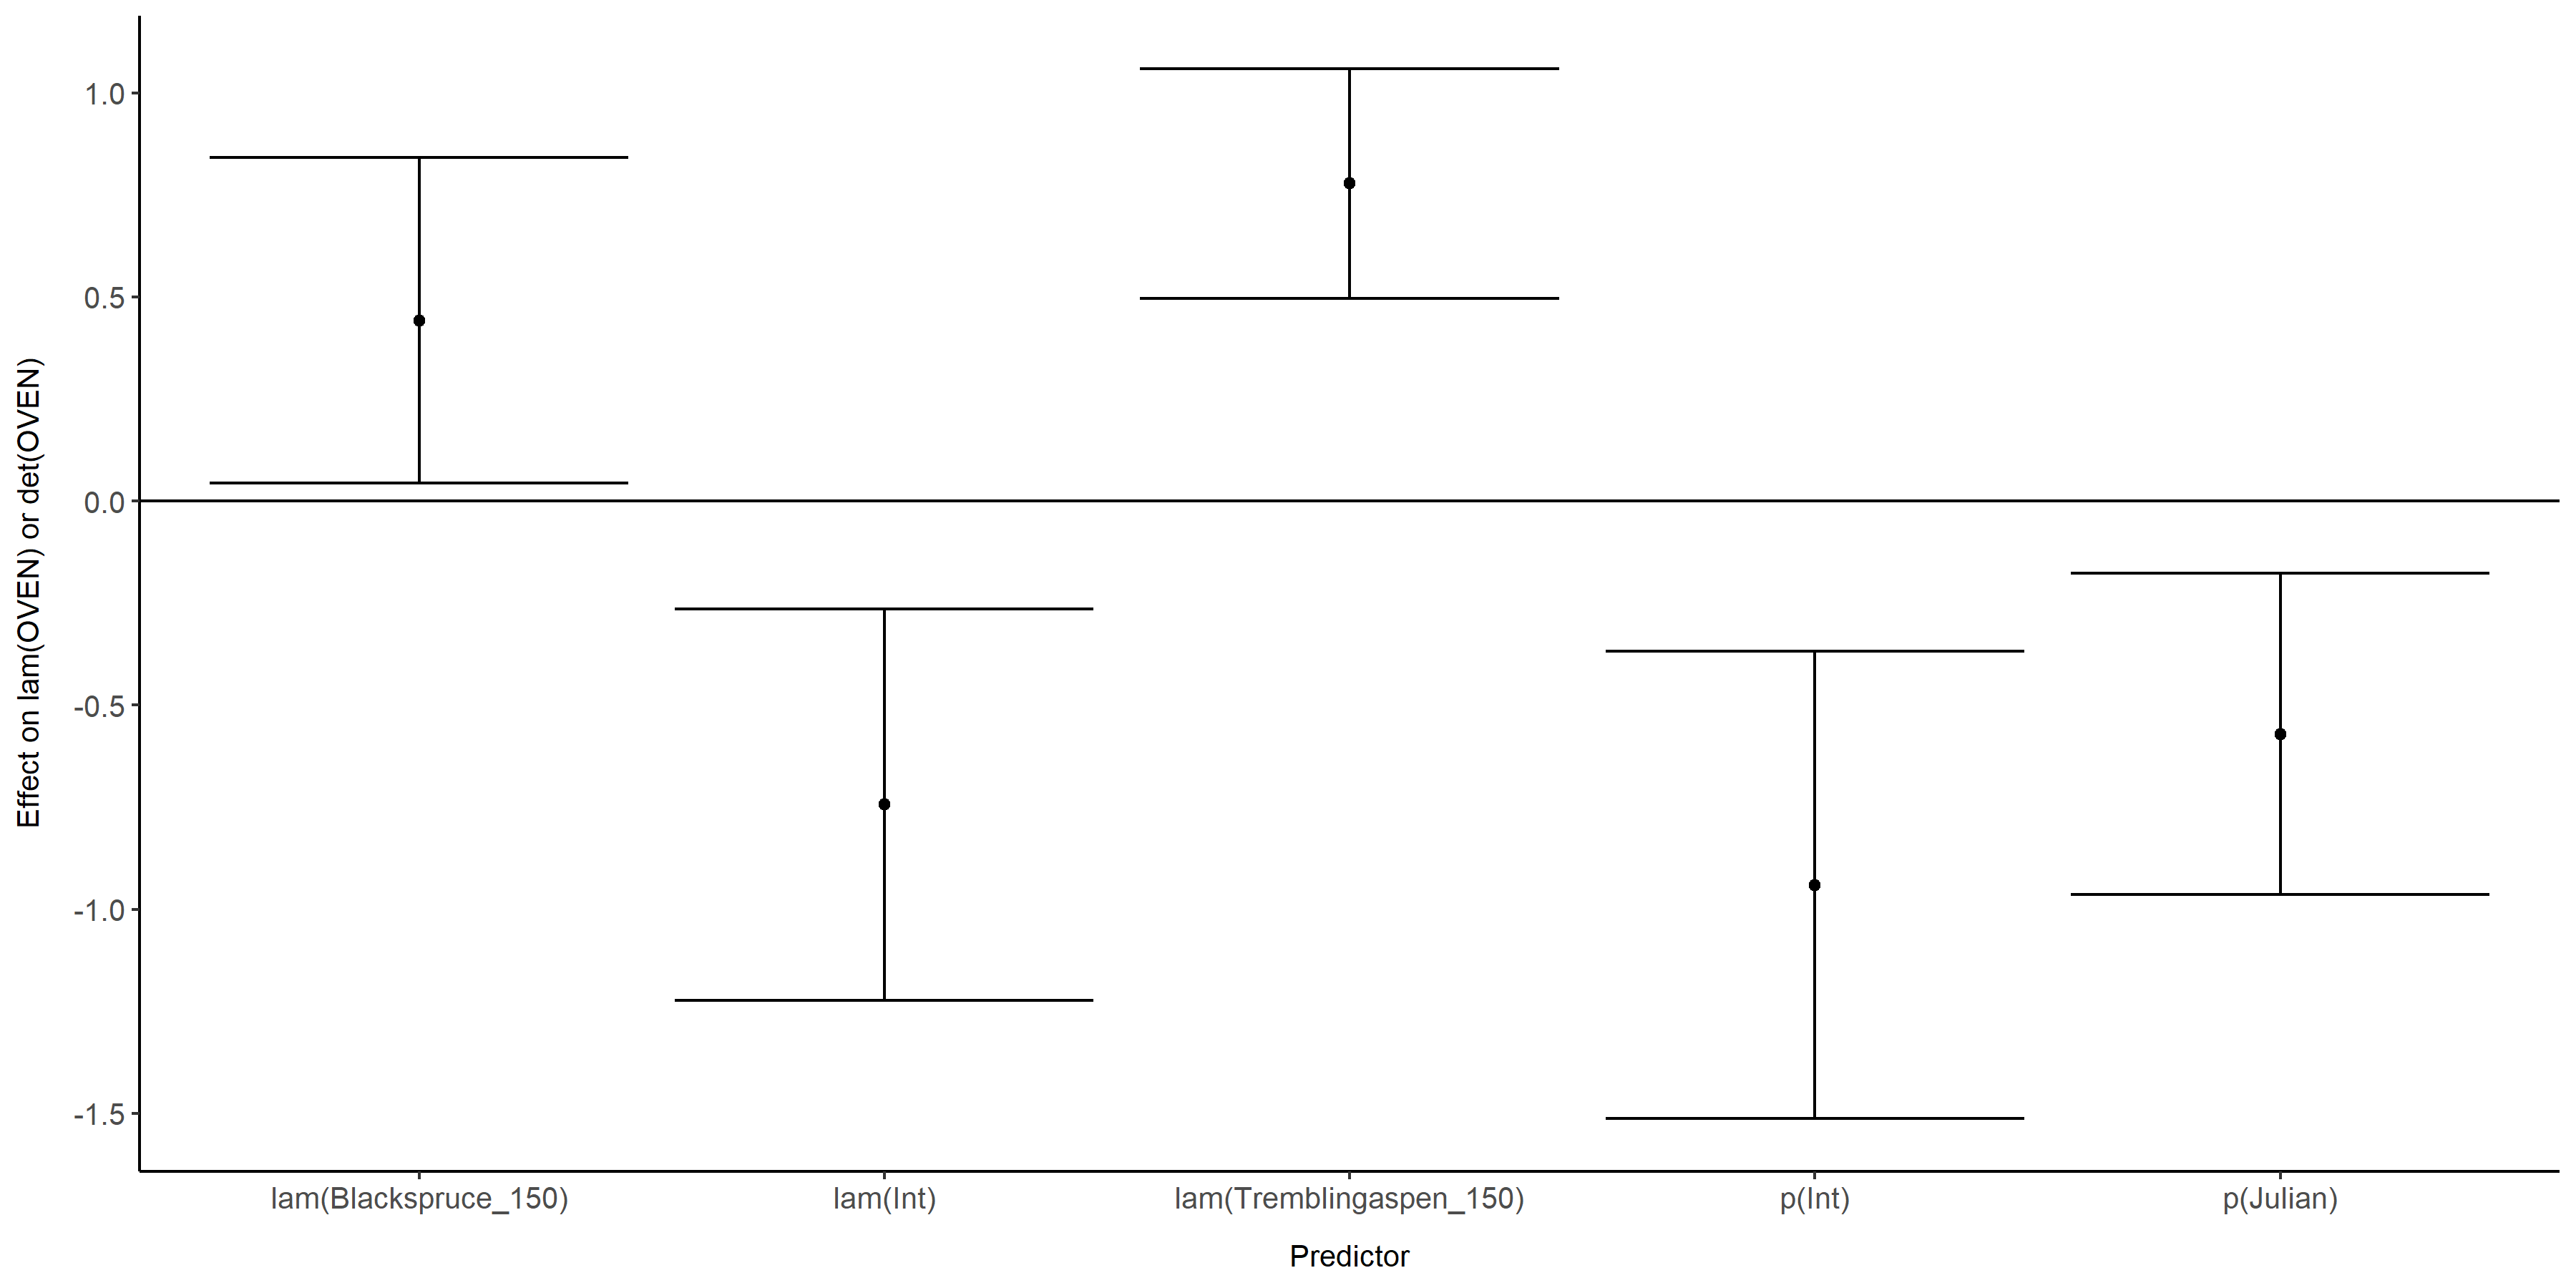 Effect on lam(OVEN) or det(OVEN)
1.0
0.5
0.0
-0.5
-1.0
-1.5
lam(Blackspruce_150)
lam(Int)
lam(Tremblingaspen_150)
p(Int)
p(Julian)
Predictor